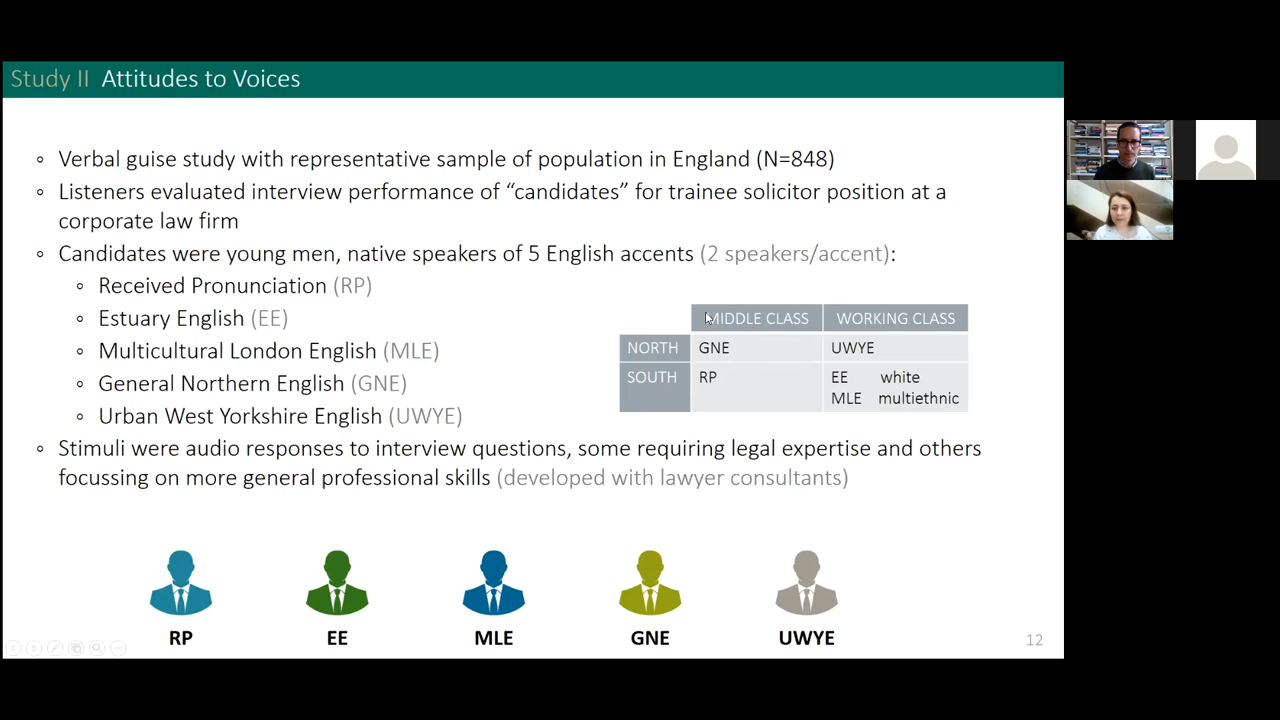 Study II Attitudes to Voices
◦ Verbal guise study with representative sample of population in England (N=848)
◦ Listeners evaluated interview performance of “candidates” for trainee solicitor position at a
corporate law firm
◦ Candidates were young men, native speakers of 5 English accents (2 speakers/accent):
◦ Received Pronunciation (RP)
◦ Estuary English (EE)
◦ Multicultural London English (MLE)
◦ General Northern English (GNE)
◦ Urban West Yorkshire English (UWYE)
MIDDLE CLASS WORKING CLASS
NORTH GNE UWYE
SOUTH RP EE white
MLE multiethnic
◦ Stimuli were audio responses to interview questions, some requiring legal expertise and others
focussing on more general professional skills (developed with lawyer consultants)
RP EE MLE GNE UWYE
12